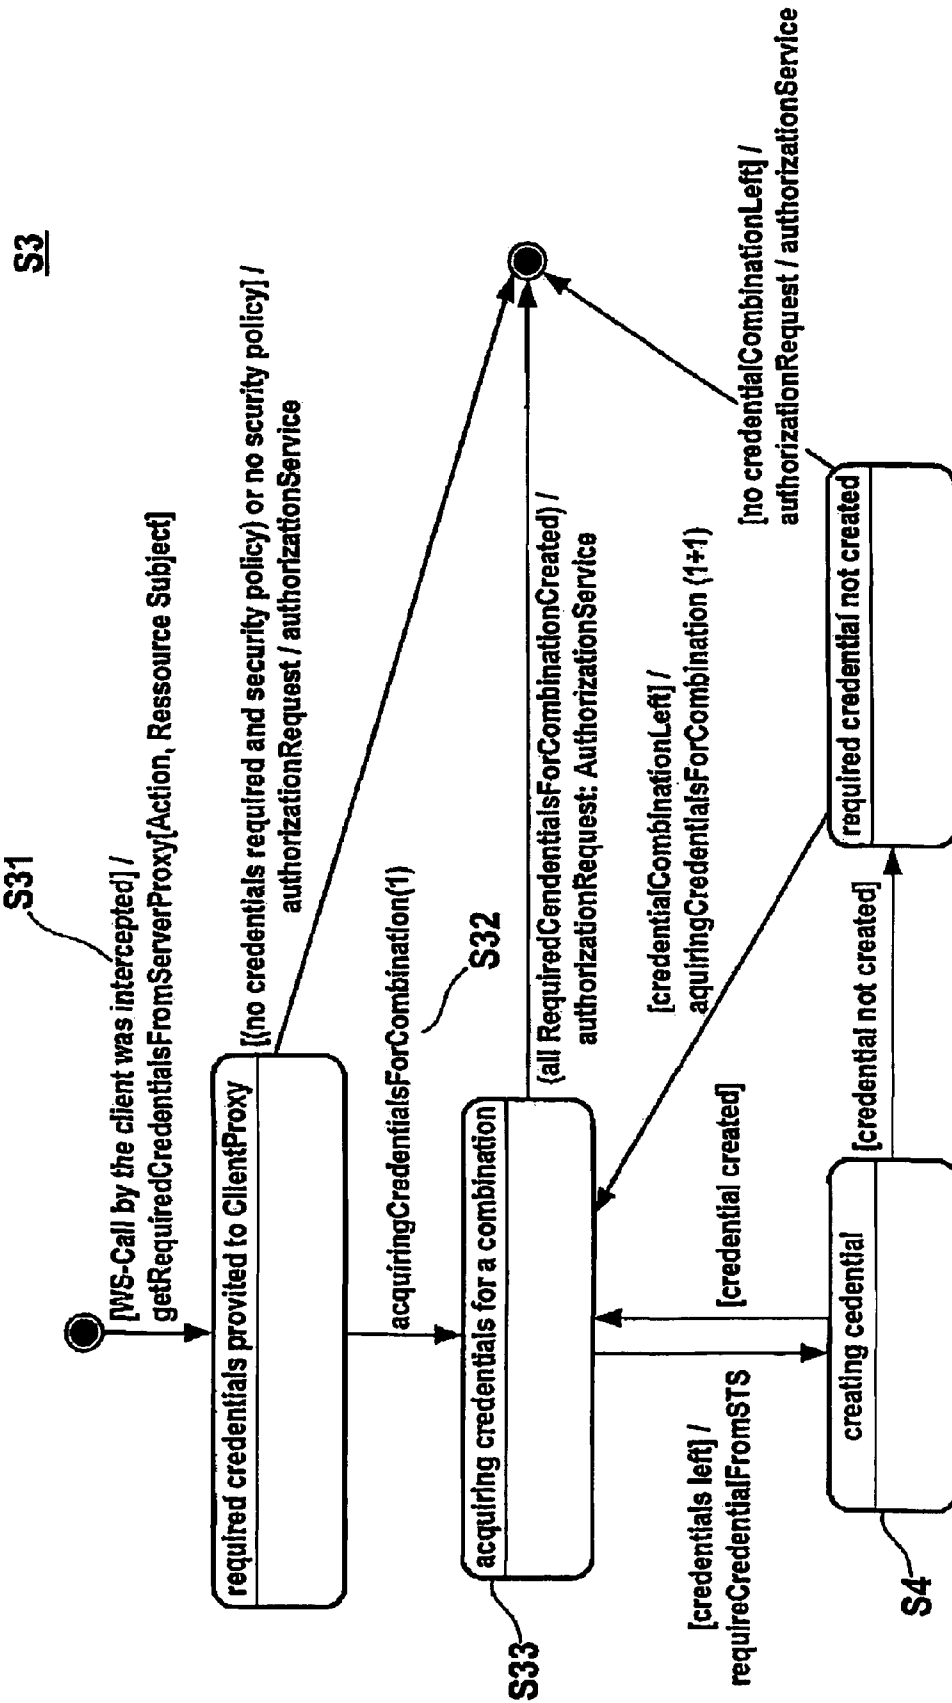 S3
S31
[WS-Call by the client was intercepted] /
getRequiredCredentialsFromServerProxy[Action, Ressource Subject]
required credentials provited to ClientProxy
[(no credentials required and security policy) or no scurity policy] /
authorizationRequest / authorizationService
acquiringCredentialsForCombination(1)
S32
S33
acquiring credentials for a combination
{all RequiredCendentialsForCombinationCreated) /
authorizationRequest: AuthorizationService
[credentialCombinationLeft] /
aquiringCredentialsForCombination (1+1)
[no credentialCombinationLeft] /
authorizationRequest / authorizationService
[credentials left] /
requireCredentialFromSTS
[credential created]
S4
creating cedential
[credential not created]
required credential not created